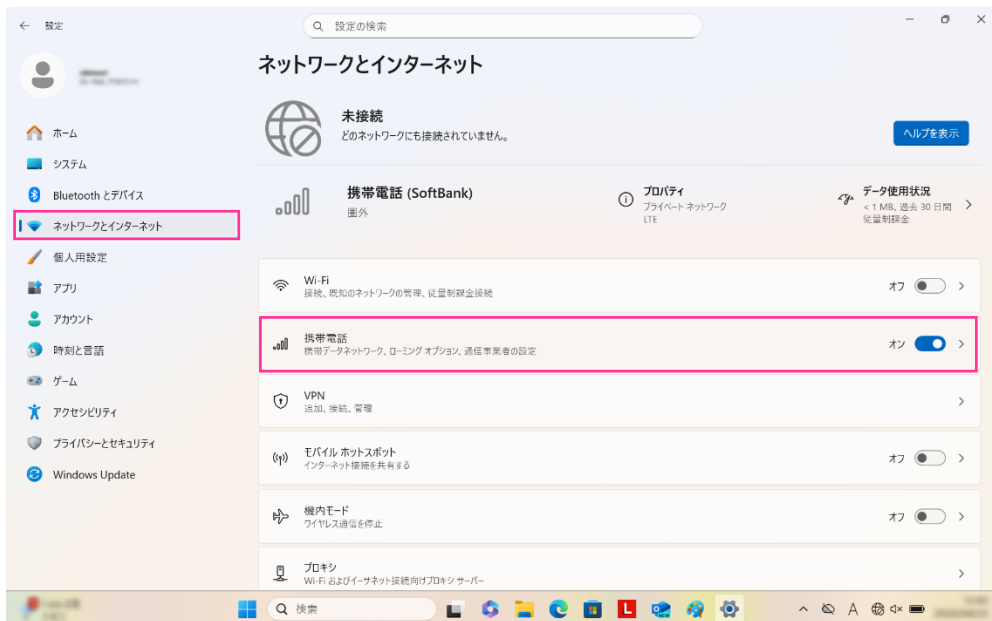 設定
設定の検索
ネットワークとインターネット
未接続
どのネットワークにも接続されていません。
ヘルプを表示
ホーム
システム
Bluetooth とデバイス
ネットワークとインターネット
個人用設定
アプリ
アカウント
時刻と言語
ゲーム
アクセシビリティ
プライバシーとセキュリティ
Windows Update
携帯電話 (SoftBank)
圏外
プロパティ
プライベート ネットワーク
LTE
データ使用状況
< 1 MB, 過去 30 日間
従量制課金
Wi-Fi
接続、既知のネットワークの管理、従量制課金接続
オフ
携帯電話
携帯データネットワーク、ローミング オプション、通信事業者の設定
オン
VPN
追加、接続、管理
モバイル ホットスポット
インターネット接続を共有する
オフ
機内モード
ワイヤレス通信を停止
オフ
プロキシ
Wi-Fi およびイーサネット接続向けプロキシ サーバー
検索
L
A